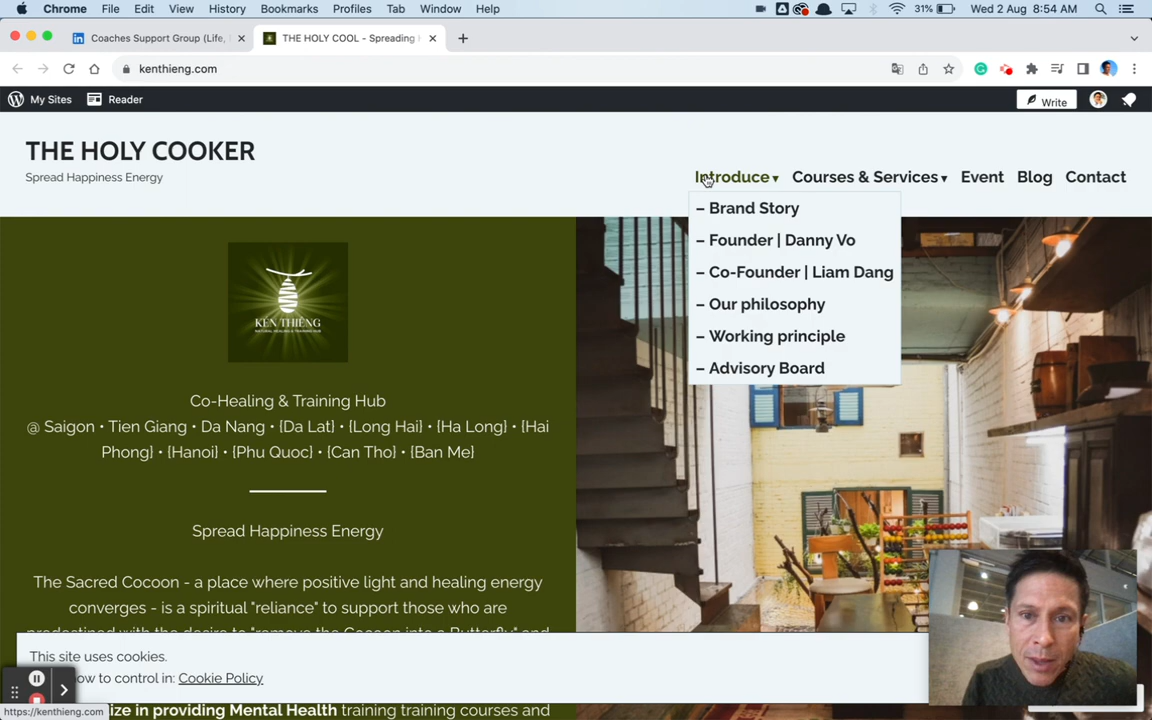 Chrome File Edit View History Bookmarks Profiles Tab Window Help 31% Wed 2 Aug 8:54 AM
Coaches Support Group (Life, THE HOLY COOL - Spreading
kenthieng.com
My Sites Reader Write
THE HOLY COOKER
Spread Happiness Energy
Introduce ▾ Courses & Services ▾ Event Blog Contact
– Brand Story
– Founder | Danny Vo
– Co-Founder | Liam Dang
– Our philosophy
– Working principle
– Advisory Board
KÉN THIÊNG
Co-Healing & Training Hub
@ Saigon • Tien Giang • Da Nang • {Da Lat} • {Long Hai} • {Ha Long} • {Hai
Phong} • {Hanoi} • {Phu Quoc} • {Can Tho} • {Ban Me}
Spread Happiness Energy
The Sacred Cocoon - a place where positive light and healing energy
converges - is a spiritual "reliance" to support those who are
This site uses cookies.
ow to control in: Cookie Policy
https://kenthieng.com
ize in providing Mental Health training training courses and